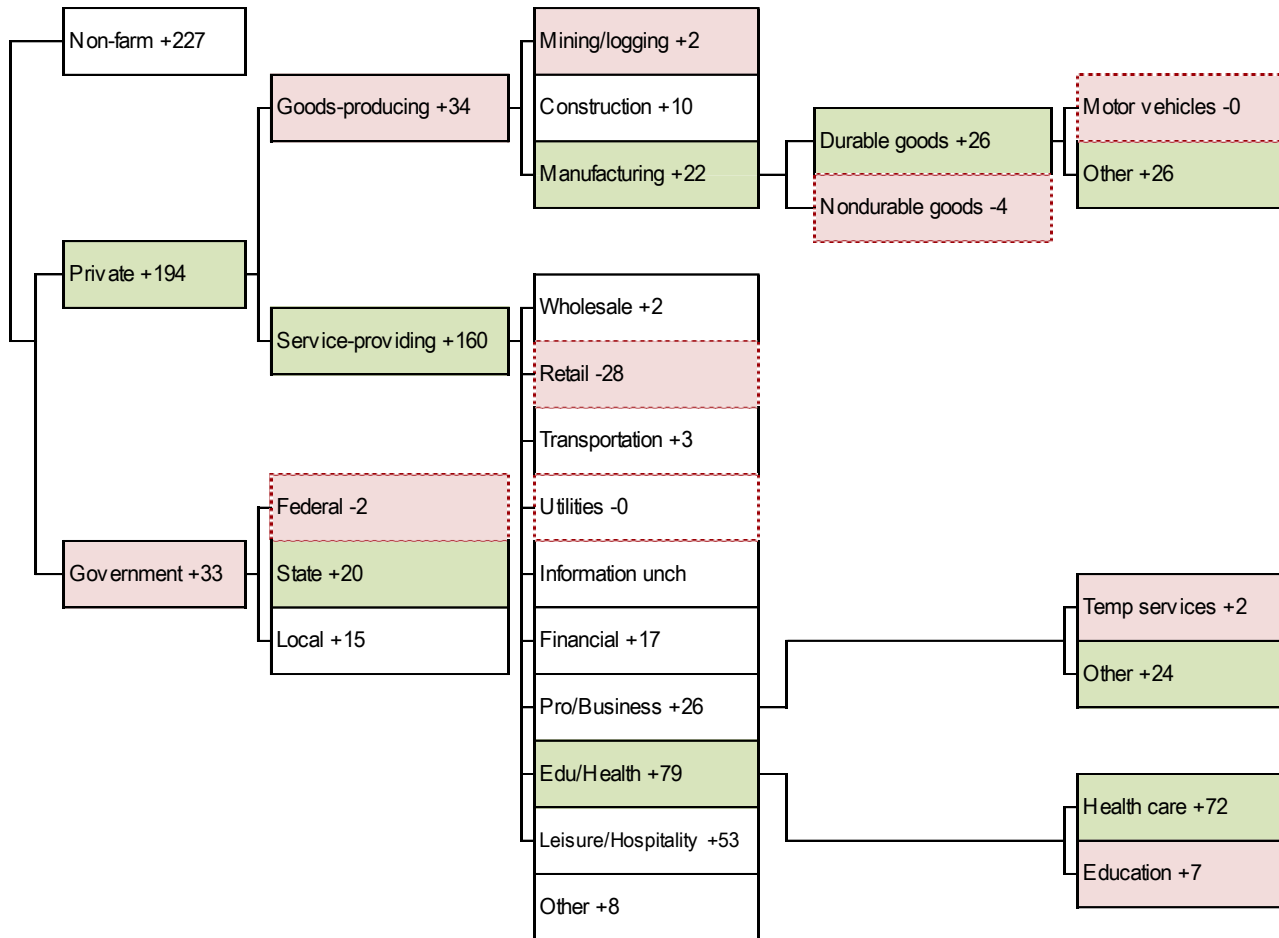 Non-farm +227
Private +194
Government +33
Goods-producing +34
Service-providing +160
Federal -2
State +20
Local +15
Mining/logging +2
Construction +10
Manufacturing +22
Wholesale +2
Retail -28
Transportation +3
Utilities -0
Information unch
Financial +17
Pro/Business +26
Edu/Health +79
Leisure/Hospitality +53
Other +8
Durable goods +26
Nondurable goods -4
Motor vehicles -0
Other +26
Temp services +2
Other +24
Health care +72
Education +7